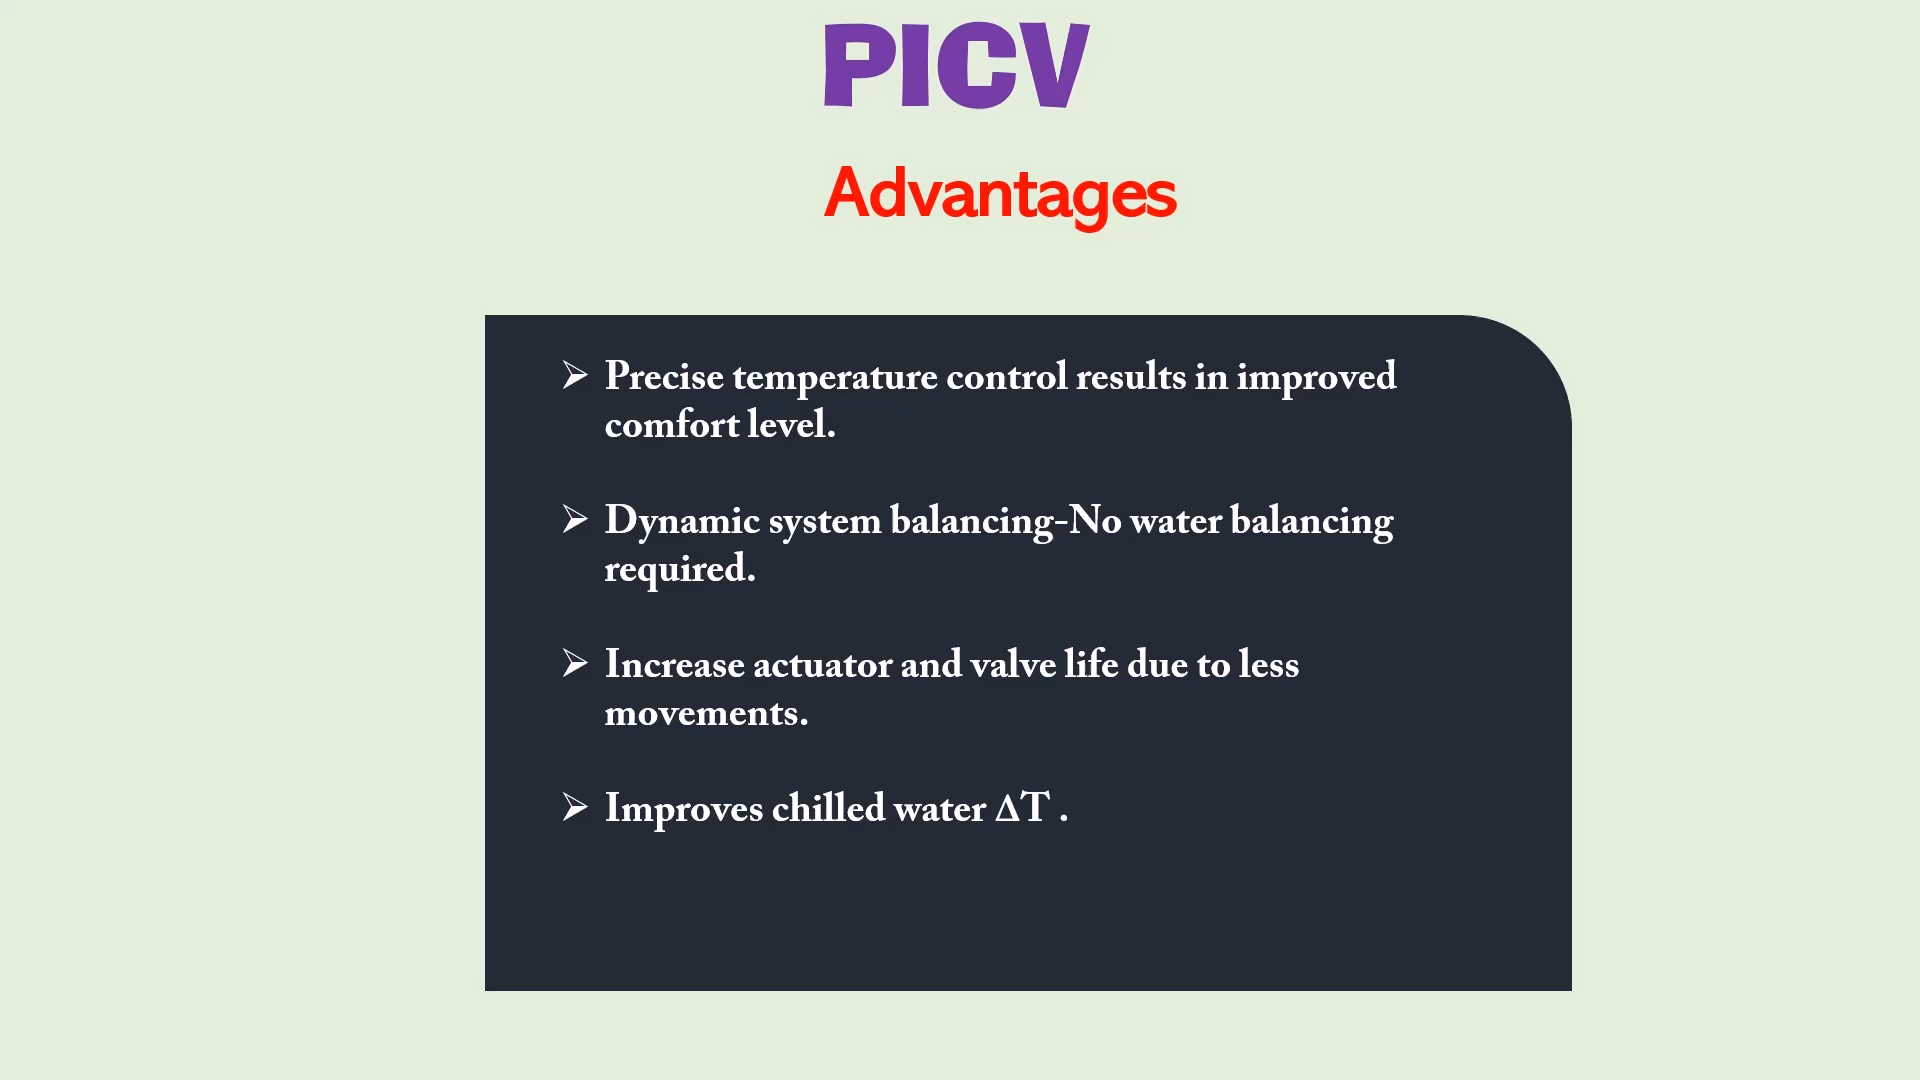 PICV
Advantages
➢ Precise temperature control results in improved
comfort level.
➢ Dynamic system balancing-No water balancing
required.
➢ Increase actuator and valve life due to less
movements.
➢ Improves chilled water ΔT .